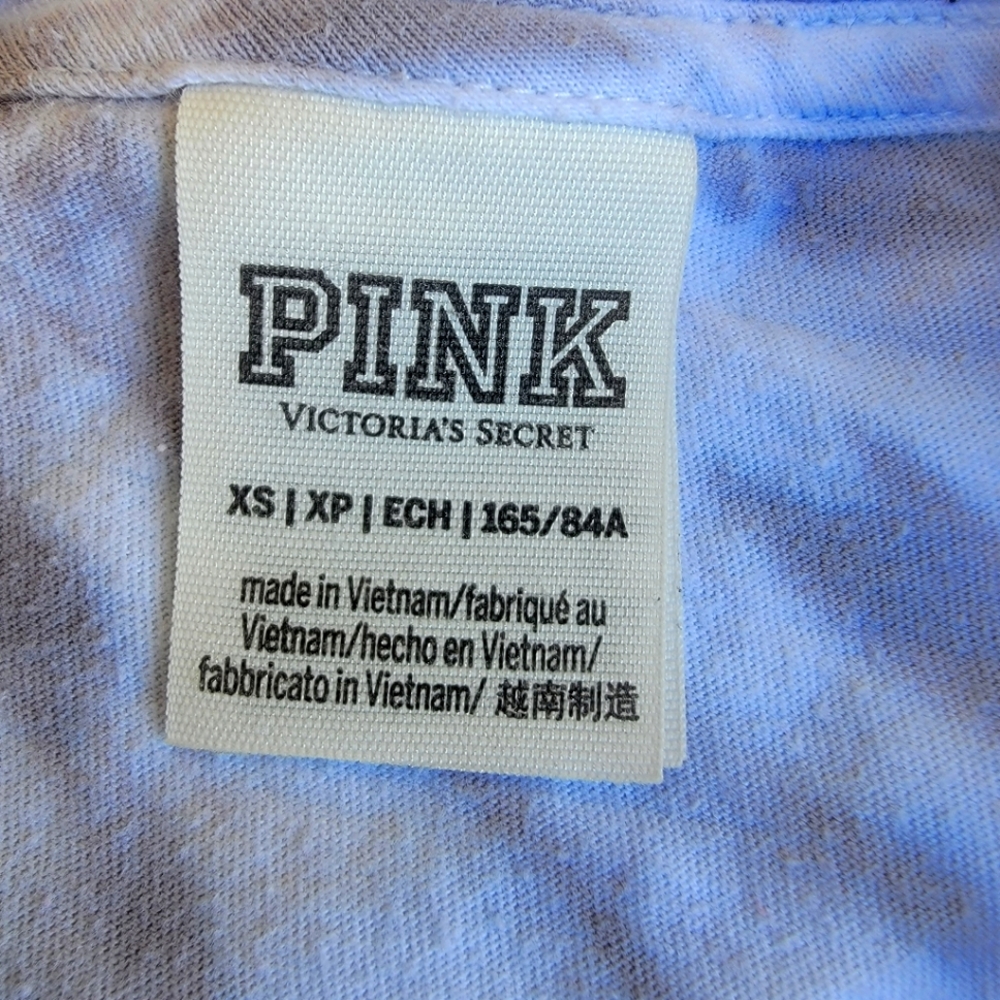 PINK
VICTORIA'S SECRET
XS | XP | ECH | 165/84A
made in Vietnam/fabriqué au
Vietnam/hecho en Vietnam/
fabbricato in Vietnam/ 越南制造